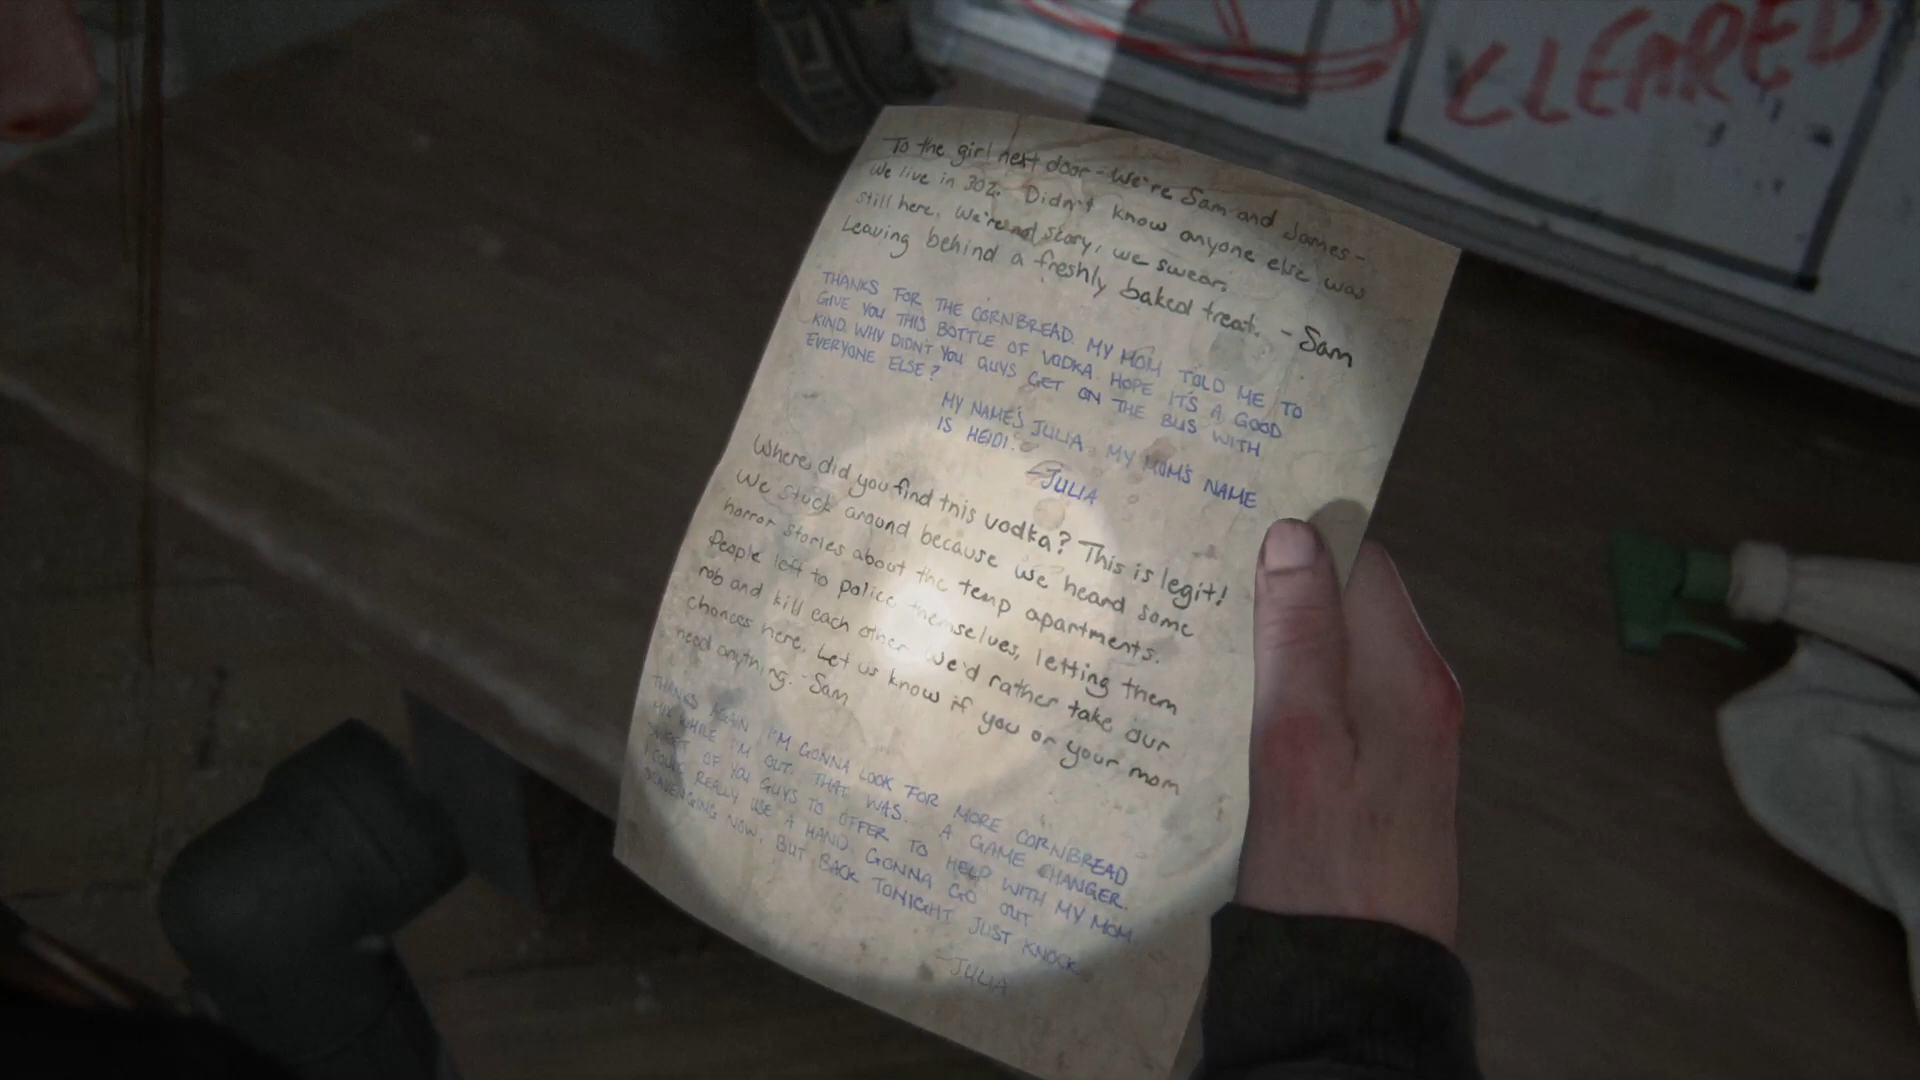 CLEARED
To the girl next door - We're Sam and James -
We live in 302. Didn't know anyone else was
still here. We're not scary, we swear.
Leaving behind a freshly baked treat. - Sam
THANKS FOR THE CORNBREAD. MY MOM TOLD ME TO
GIVE YOU THIS BOTTLE OF VODKA. HOPE IT'S A GOOD
KIND. WHY DIDN'T YOU GUYS GET ON THE BUS WITH
EVERYONE ELSE?
MY NAME'S JULIA. MY MOM'S NAME
IS HEIDI.
-JULIA
Where did you find this vodka? This is legit!
We stuck around because we heard some
horror stories about the temp apartments.
People left to police themselves, letting them
rob and kill each other. We'd rather take our
chances here. Let us know if you or your mom
need anything. -Sam
THANKS AGAIN I'M GONNA LOOK FOR MORE CORNBREAD
MIX WHILE I'M OUT. THAT WAS.. A GAME CHANGER.
SWEET OF YOU GUYS TO OFFER TO HELP WITH MY MOM.
I COULD REALLY USE A HAND. GONNA GO OUT
SCAVENGING NOW, BUT BACK TONIGHT JUST KNOCK.
-JULIA